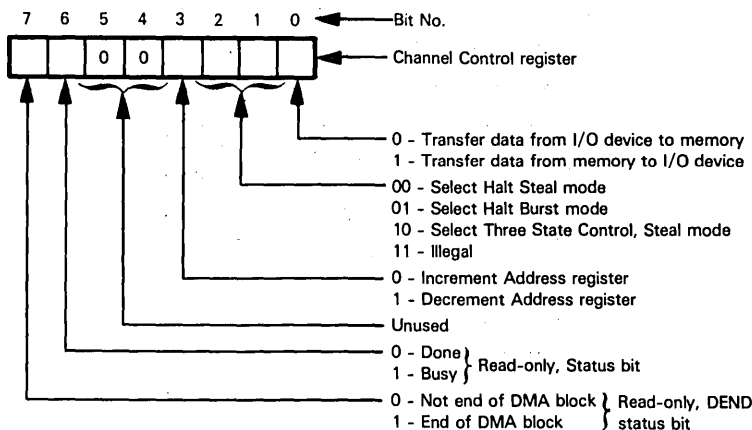 7 6 5 4 3 2 1 0 Bit No.
0 0 Channel Control register
0 - Transfer data from I/O device to memory
1 - Transfer data from memory to I/O device
00 - Select Halt Steal mode
01 - Select Halt Burst mode
10 - Select Three State Control, Steal mode
11 - Illegal
0 - Increment Address register
1 - Decrement Address register
Unused
0 - Done
1 - Busy } Read-only, Status bit
0 - Not end of DMA block } Read-only, DEND
1 - End of DMA block status bit